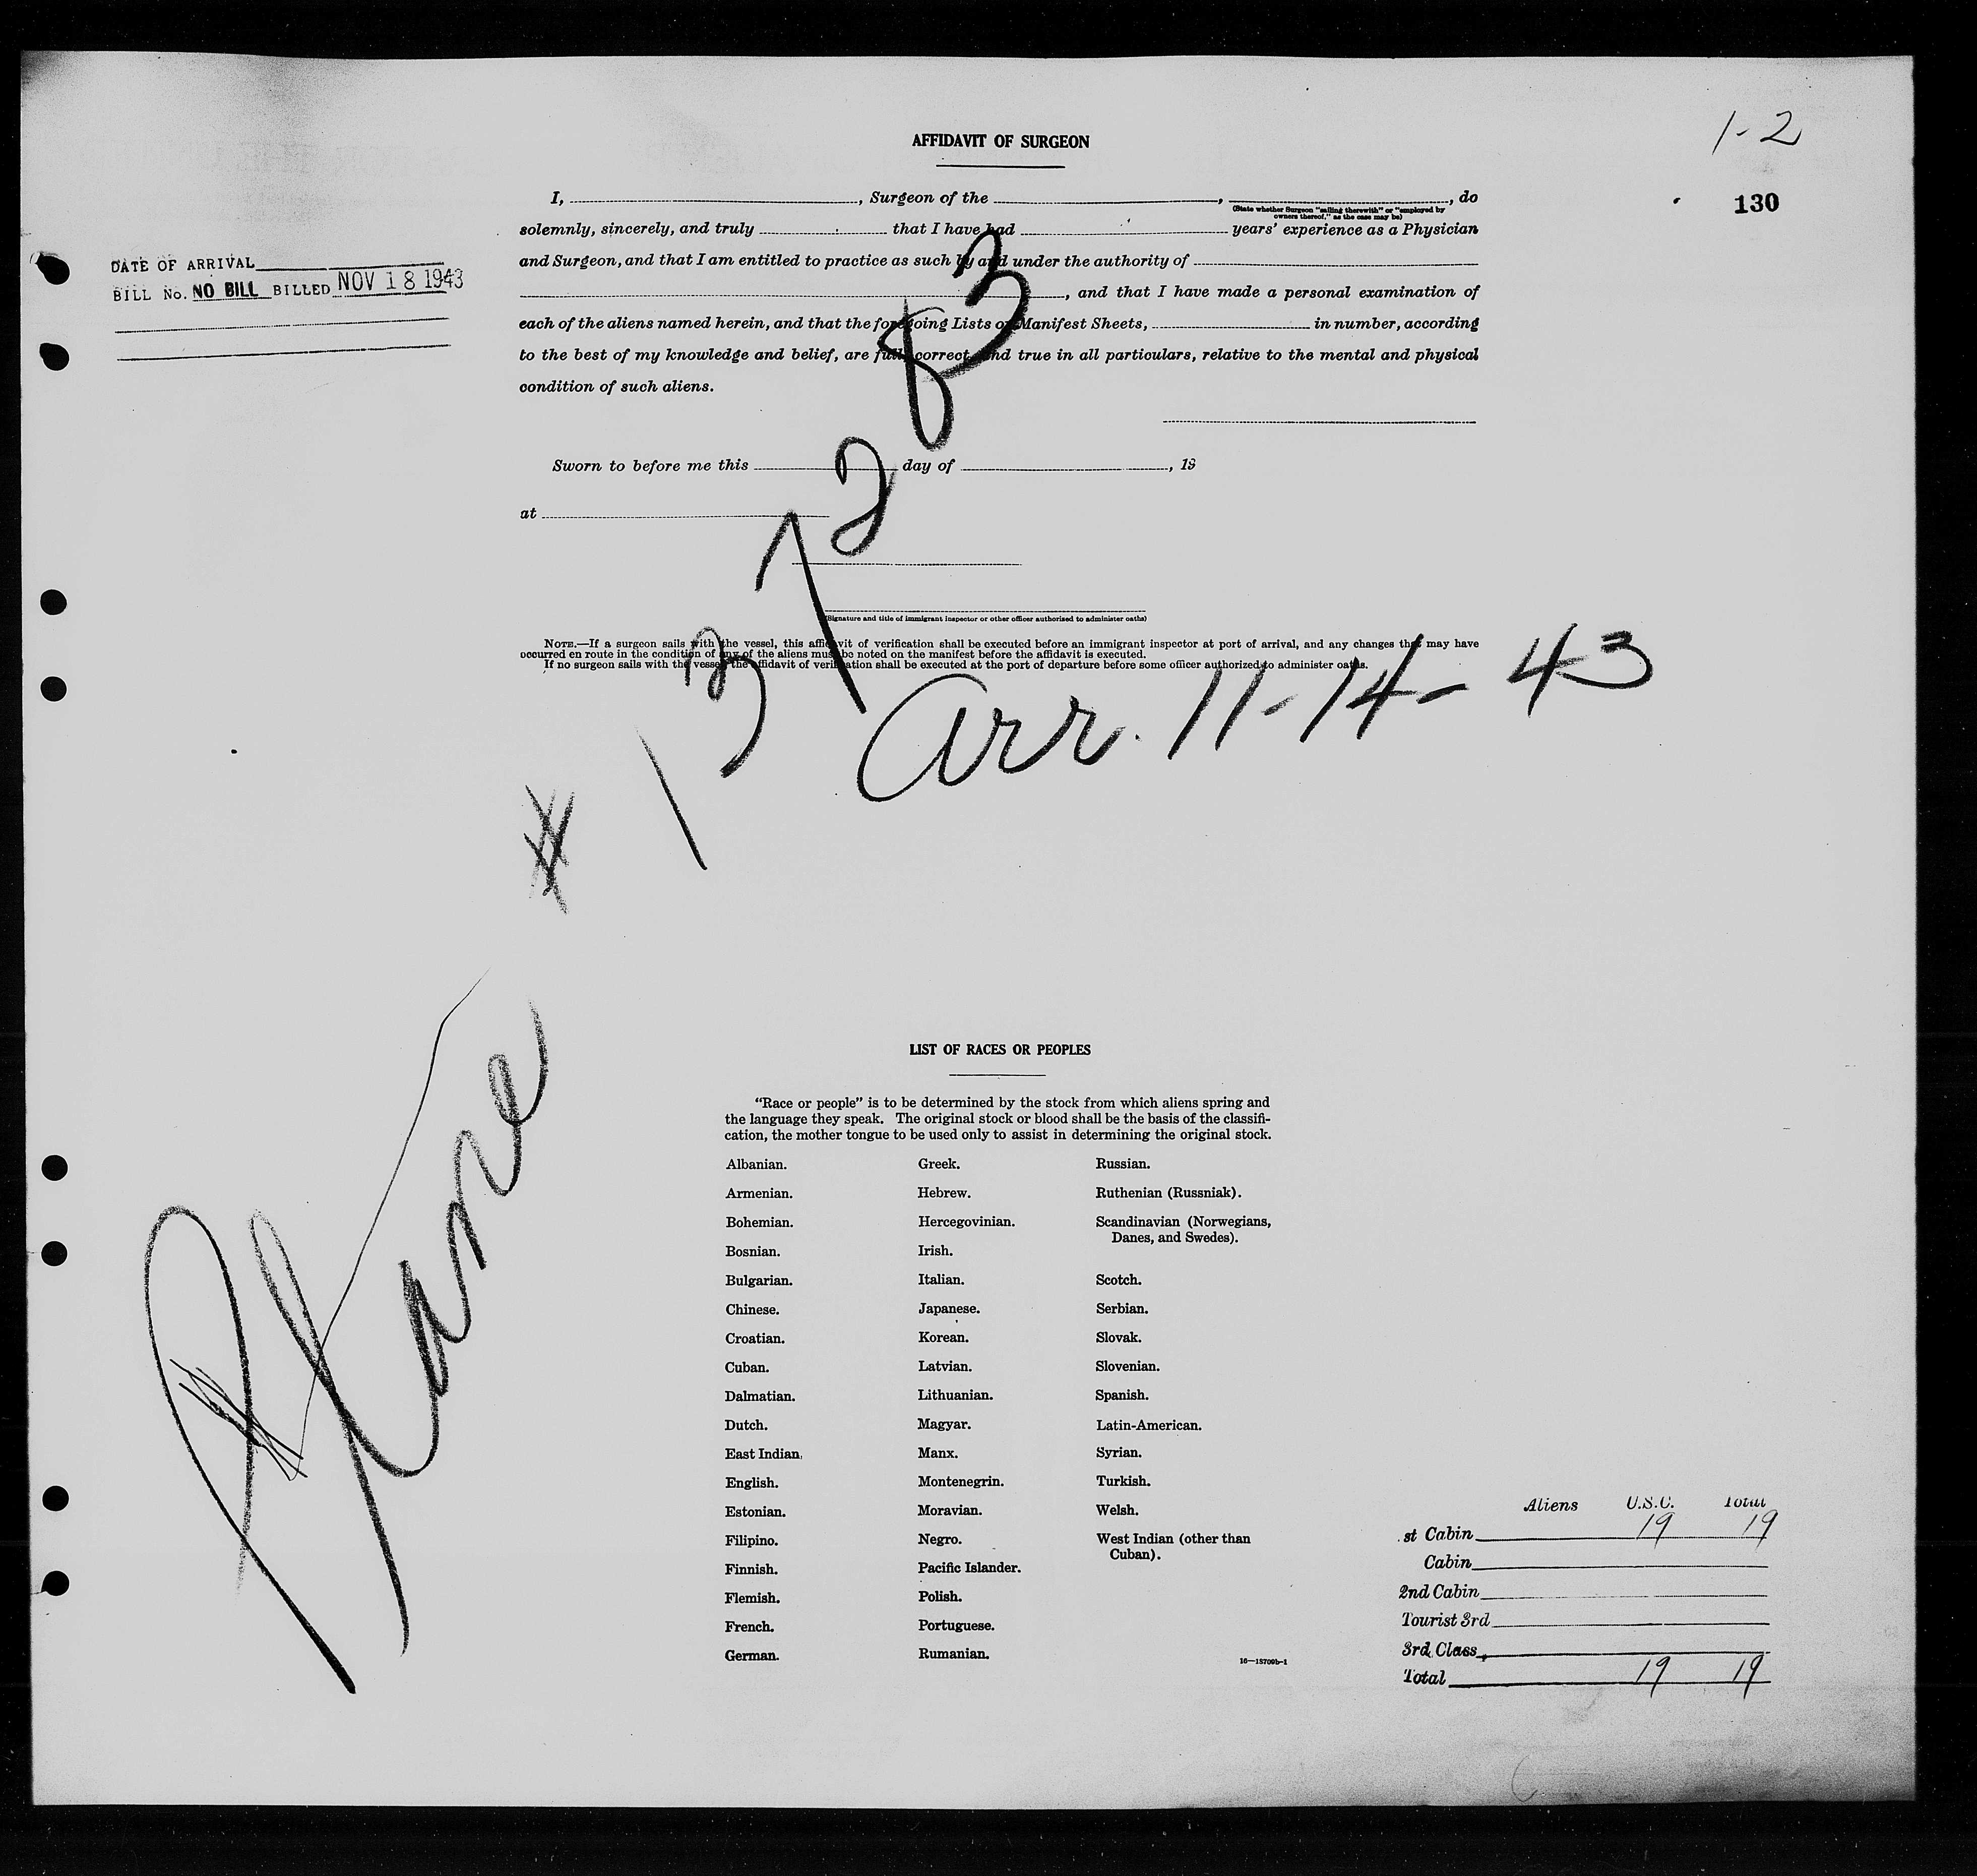 1-2
130
AFFIDAVIT OF SURGEON
I, , Surgeon of the , , do
(State whether Surgeon "sailing therewith" or "employed by
owners thereof," as the case may be)
solemnly, sincerely, and truly that I have had years' experience as a Physician
and Surgeon, and that I am entitled to practice as such by and under the authority of
, and that I have made a personal examination of
each of the aliens named herein, and that the foregoing Lists or Manifest Sheets, in number, according
to the best of my knowledge and belief, are full, correct, and true in all particulars, relative to the mental and physical
condition of such aliens.
DATE OF ARRIVAL
BILL No. NO BILL BILLED NOV 18 1943
Sworn to before me this day of , 19
at
(Signature and title of immigrant inspector or other officer authorized to administer oaths)
NOTE.—If a surgeon sails with the vessel, this affidavit of verification shall be executed before an immigrant inspector at port of arrival, and any changes that may have
occurred en route in the condition of any of the aliens must be noted on the manifest before the affidavit is executed.
If no surgeon sails with the vessel, the affidavit of verification shall be executed at the port of departure before some officer authorized to administer oaths.
Plane # 137283
arr. 11-14-43
LIST OF RACES OR PEOPLES
"Race or people" is to be determined by the stock from which aliens spring and
the language they speak. The original stock or blood shall be the basis of the classifi-
cation, the mother tongue to be used only to assist in determining the original stock.
Albanian. Greek. Russian.
Armenian. Hebrew. Ruthenian (Russniak).
Bohemian. Hercegovinian. Scandinavian (Norwegians,
Danes, and Swedes).
Bosnian. Irish.
Bulgarian. Italian. Scotch.
Chinese. Japanese. Serbian.
Croatian. Korean. Slovak.
Cuban. Latvian. Slovenian.
Dalmatian. Lithuanian. Spanish.
Dutch. Magyar. Latin-American.
East Indian. Manx. Syrian.
English. Montenegrin. Turkish.
Estonian. Moravian. Welsh.
Filipino. Negro. West Indian (other than
Cuban).
Finnish. Pacific Islander.
Flemish. Polish.
French. Portuguese.
German. Rumanian.
16—13709b-1
Aliens U.S.C. Total
st Cabin 19 19
Cabin
2nd Cabin
Tourist 3rd
3rd Class
Total 19 19